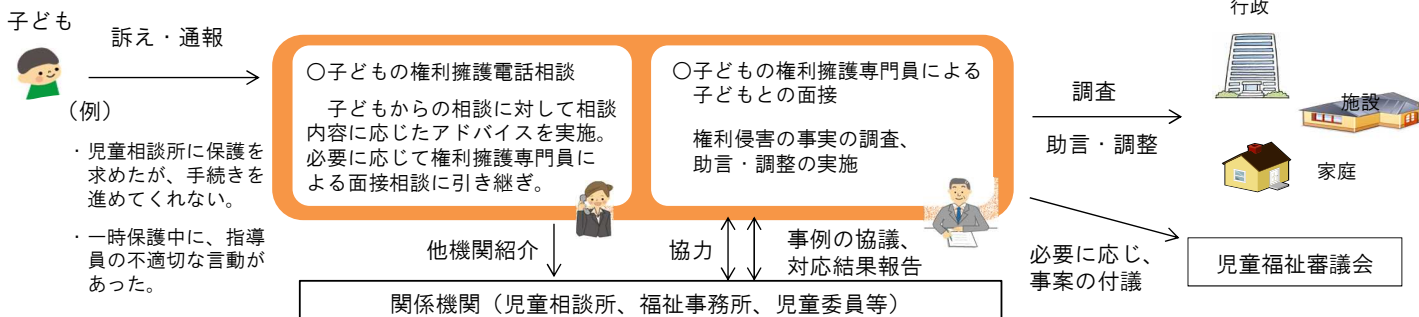 子ども
訴え・通報
（例）
・児童相談所に保護を
求めたが、手続きを
進めてくれない。
・一時保護中に、指導
員の不適切な言動が
あった。
〇子どもの権利擁護電話相談
子どもからの相談に対して相談
内容に応じたアドバイスを実施。
必要に応じて権利擁護専門員に
よる面接相談に引き継ぎ。
〇子どもの権利擁護専門員による
子どもとの面接
権利侵害の事実の調査、
助言・調整の実施
他機関紹介
協力
事例の協議、
対応結果報告
関係機関（児童相談所、福祉事務所、児童委員等）
調査
助言・調整
行政
施設
家庭
必要に応じ、
事案の付議
児童福祉審議会